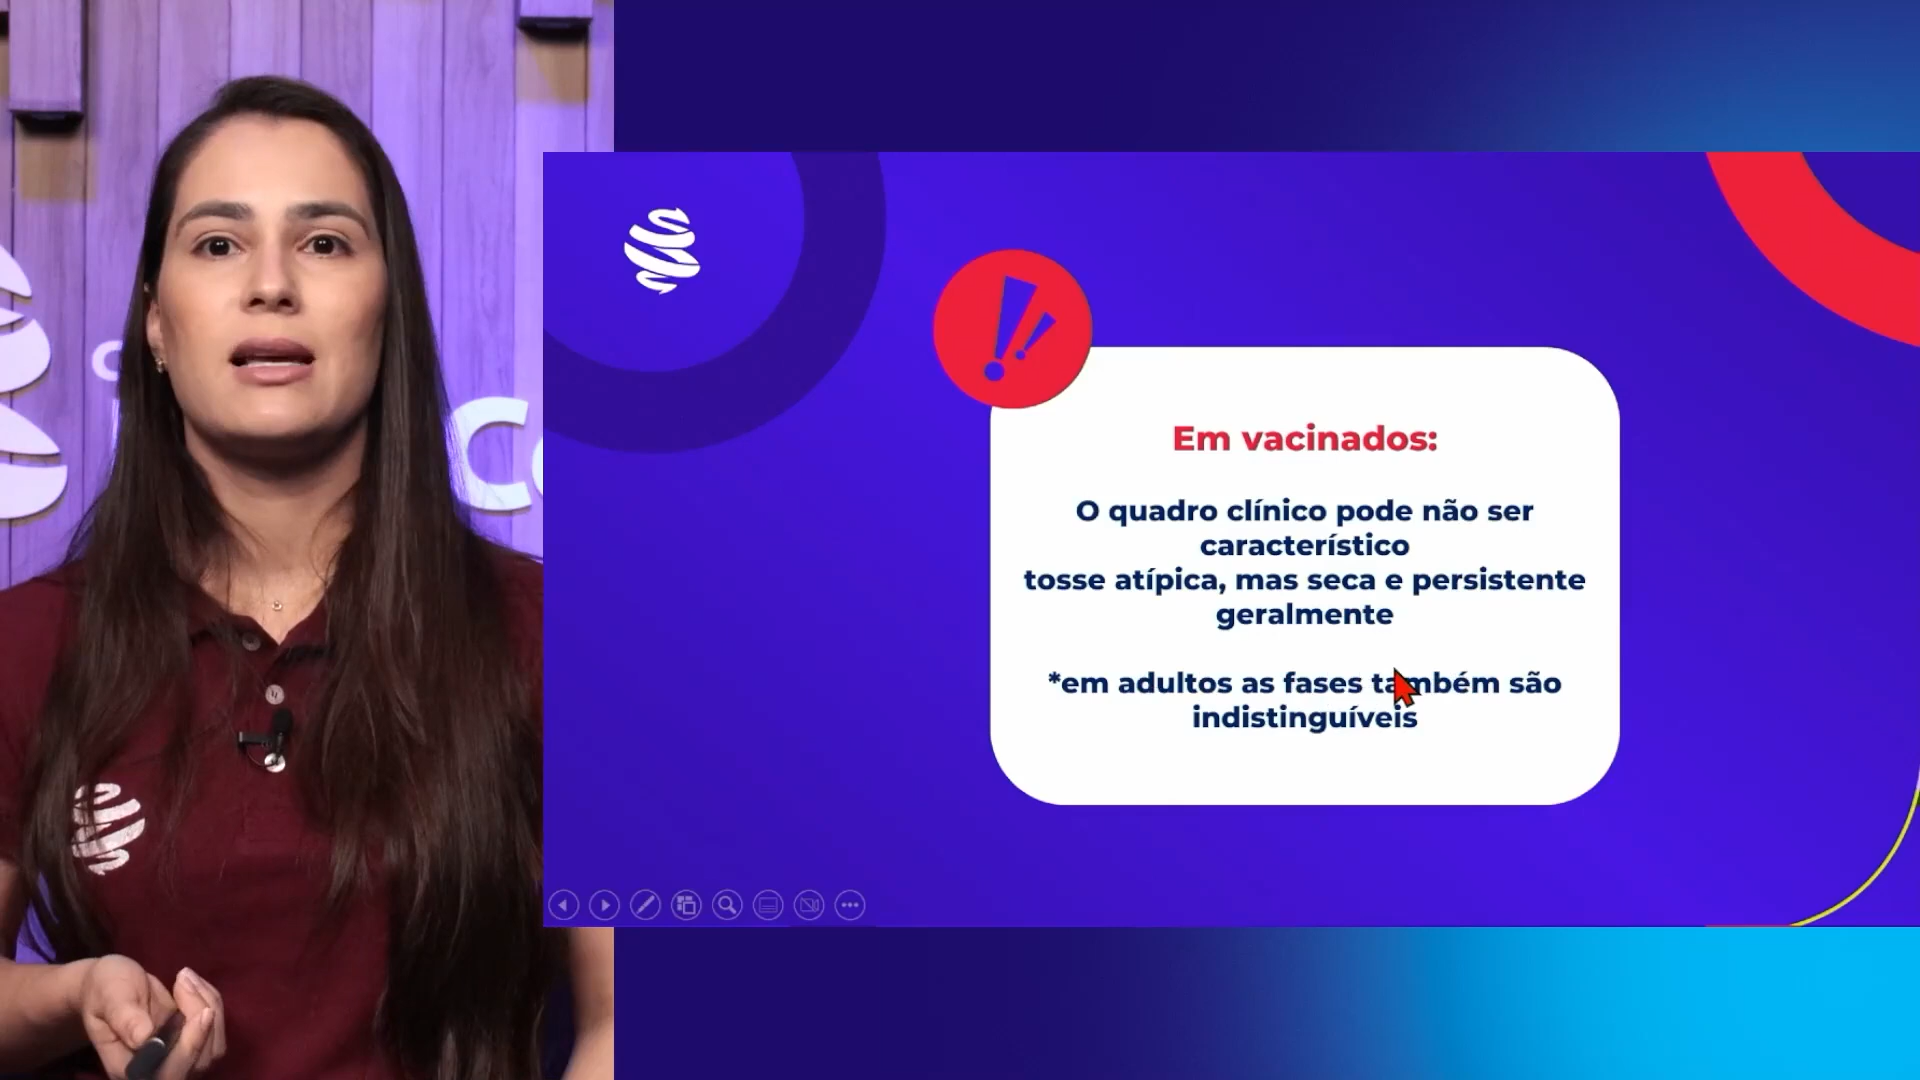 Em vacinados:
O quadro clínico pode não ser
característico
tosse atípica, mas seca e persistente
geralmente
*em adultos as fases também são
indistinguíveis